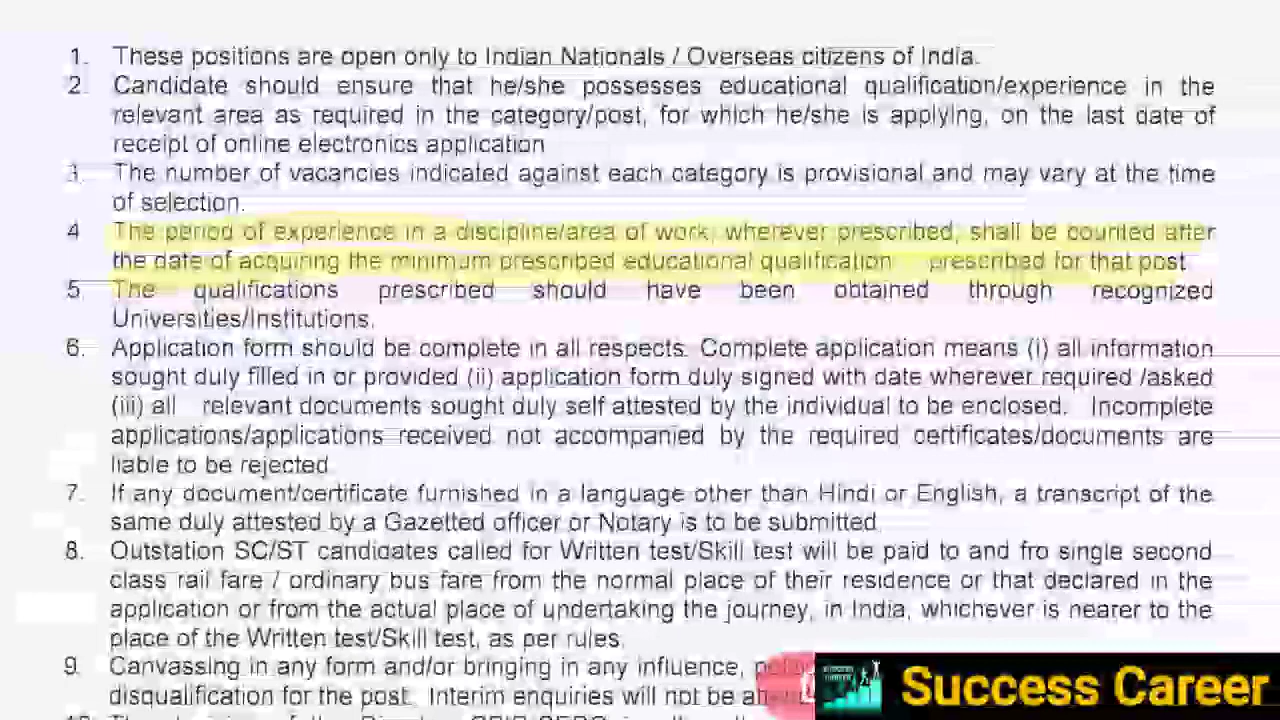 1. These positions are open only to Indian Nationals / Overseas citizens of India.
2. Candidate should ensure that he/she possesses educational qualification/experience in the
relevant area as required in the category/post, for which he/she is applying, on the last date of
receipt of online electronics application
3. The number of vacancies indicated against each category is provisional and may vary at the time
of selection.
4 The period of experience in a discipline/area of work, wherever prescribed, shall be counted after
the date of acquiring the minimum prescribed educational qualification prescribed for that post.
5 The qualifications prescribed should have been obtained through recognized
Universities/Institutions.
6. Application form should be complete in all respects. Complete application means (i) all information
sought duly filled in or provided (ii) application form duly signed with date wherever required /asked
(iii) all relevant documents sought duly self attested by the individual to be enclosed. Incomplete
applications/applications received not accompanied by the required certificates/documents are
liable to be rejected
7. If any document/certificate furnished in a language other than Hindi or English, a transcript of the
same duly attested by a Gazetted officer or Notary is to be submitted
8. Outstation SC/ST candidates called for Written test/Skill test will be paid to and fro single second
class rail fare / ordinary bus fare from the normal place of their residence or that declared in the
application or from the actual place of undertaking the journey, in India, whichever is nearer to the
place of the Written test/Skill test, as per rules.
9. Canvassing in any form and/or bringing in any influence,
disqualification for the post. Interim enquiries will not be
Success Career